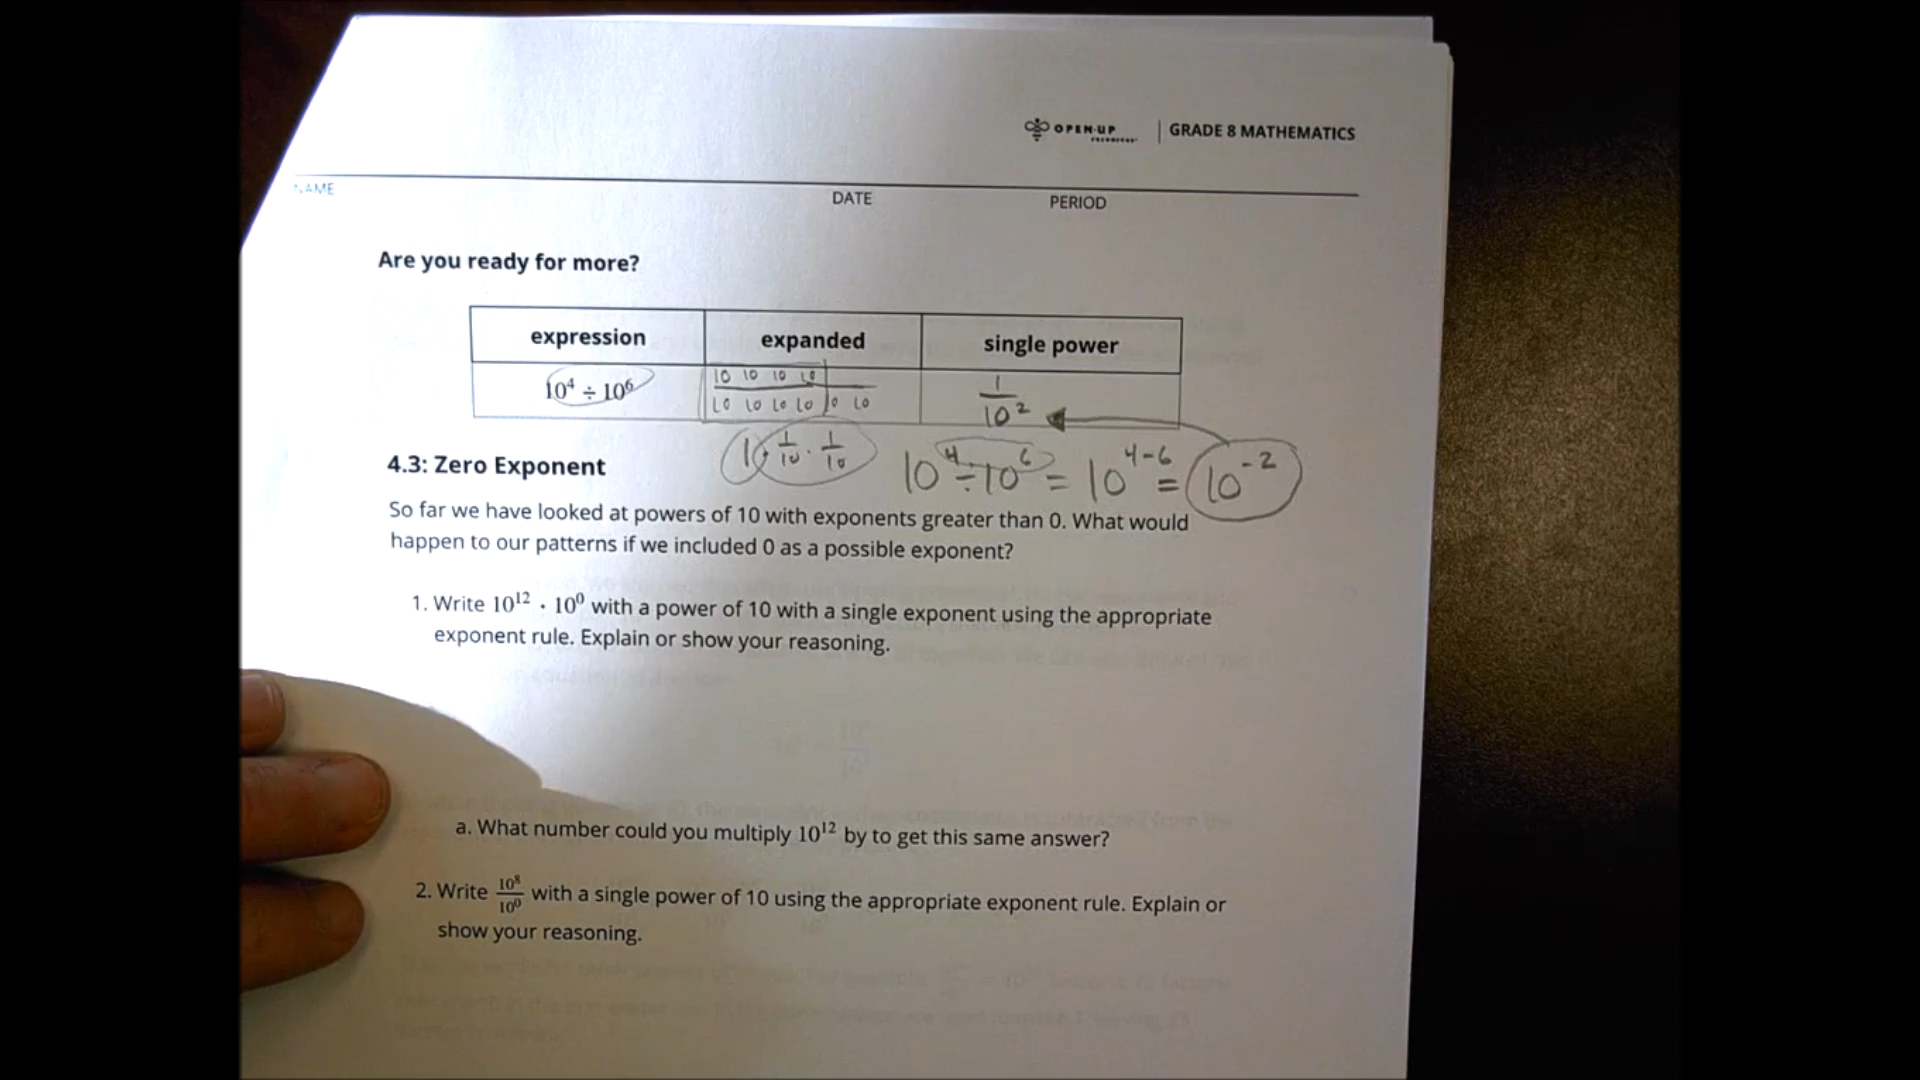 OPEN-UP | GRADE 8 MATHEMATICS
NAME DATE PERIOD
Are you ready for more?
expression expanded single power
10⁴ ÷ 10⁶
10 10 10 10
10 10 10 10 10 10
1
10²
1 · 1/10 · 1/10
10⁴ ÷ 10⁶ = 10⁴⁻⁶ = 10⁻²
4.3: Zero Exponent
So far we have looked at powers of 10 with exponents greater than 0. What would
happen to our patterns if we included 0 as a possible exponent?
1. Write 10¹² · 10⁰ with a power of 10 with a single exponent using the appropriate
exponent rule. Explain or show your reasoning.
a. What number could you multiply 10¹² by to get this same answer?
2. Write 10⁸/10⁰ with a single power of 10 using the appropriate exponent rule. Explain or
show your reasoning.